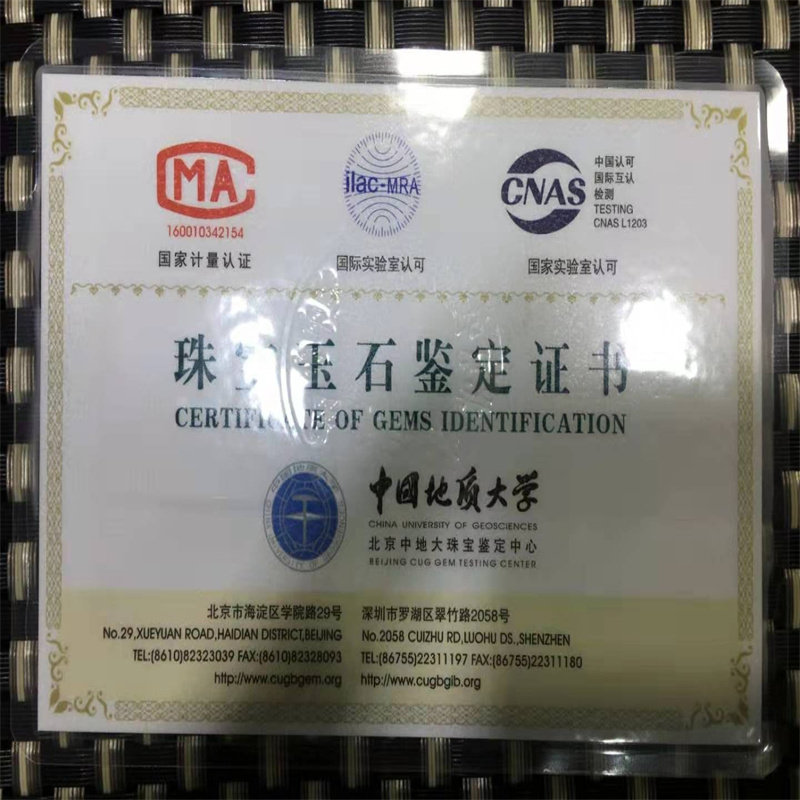 CMA
160010342154
国家计量认证
ilac-MRA
国际实验室认可
CNAS
中国认可
国际互认
检测
TESTING
CNAS L1203
国家实验室认可
珠宝玉石鉴定证书
CERTIFICATE OF GEMS IDENTIFICATION
中国地质大学
CHINA UNIVERSITY OF GEOSCIENCES
北京中地大珠宝鉴定中心
BEIJING CUG GEM TESTING CENTER
北京市海淀区学院路29号
No.29,XUEYUAN ROAD,HAIDIAN DISTRICT,BEIJING
TEL:(8610)82323039 FAX:(8610)82328093
http://www.cugbgem.org
深圳市罗湖区翠竹路2058号
No.2058 CUIZHU RD,LUOHU DS.,SHENZHEN
TEL:(86755)22311197 FAX:(86755)22311180
http://www.cugbgib.org